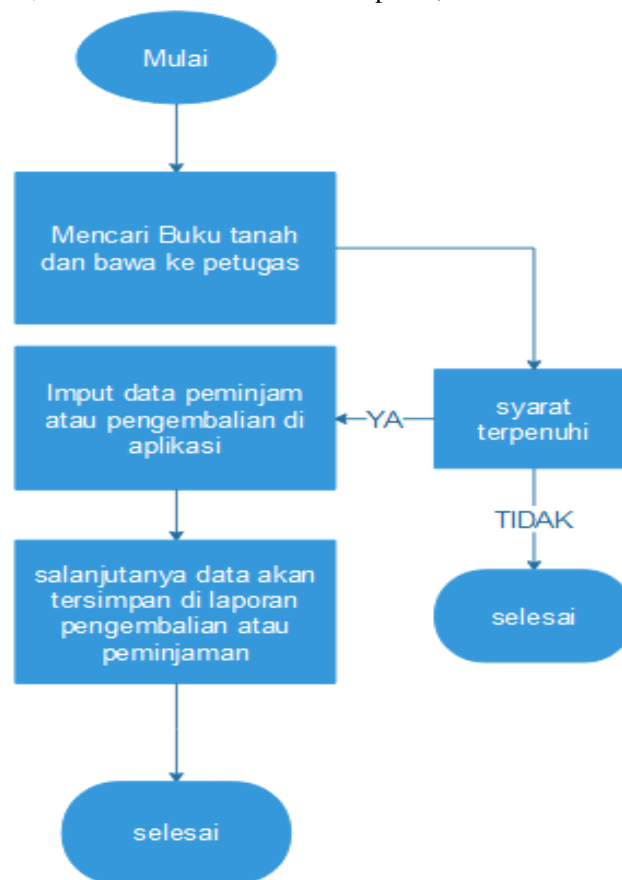 Mulai
Mencari Buku tanah
dan bawa ke petugas
syarat
terpenuhi
YA
Imput data peminjam
atau pengembalian di
aplikasi
TIDAK
selesai
salanjutanya data akan
tersimpan di laporan
pengembalian atau
peminjaman
selesai